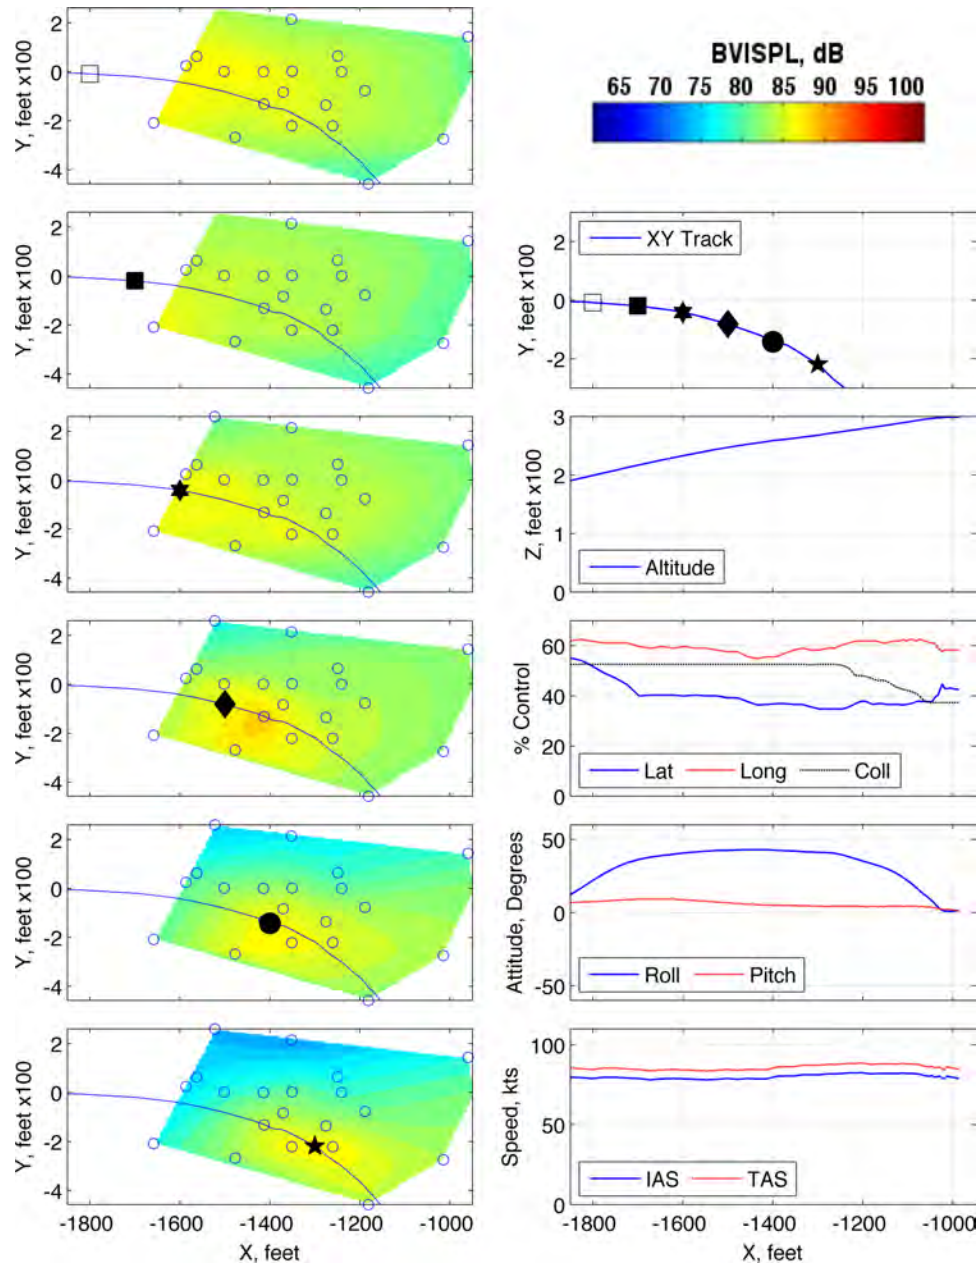 BVISPL, dB
65 70 75 80 85 90 95 100
Y, feet x100
2
0
-2
-4
Y, feet x100
2
0
-2
-4
XY Track
Y, feet x100
0
-2
Y, feet x100
2
0
-2
-4
Z, feet x100
3
2
1
0
Altitude
Y, feet x100
2
0
-2
-4
% Control
60
40
20
0
Lat Long Coll
Y, feet x100
2
0
-2
-4
Attitude, Degrees
50
0
-50
Roll Pitch
Y, feet x100
2
0
-2
-4
-1800 -1600 -1400 -1200 -1000
X, feet
Speed, kts
100
50
0
IAS TAS
-1800 -1600 -1400 -1200 -1000
X, feet